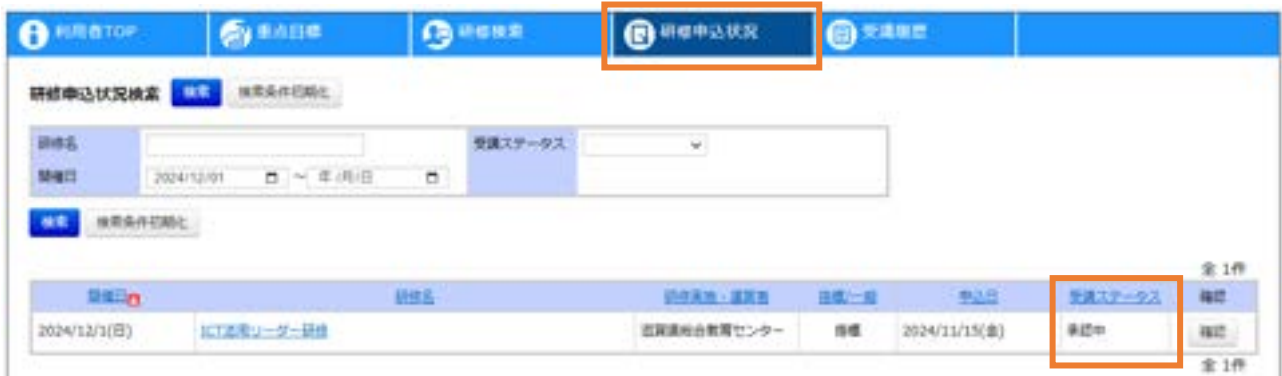 利用者TOP 重点目標 研修検索 研修申込状況 受講履歴
研修申込状況検索 検索 検索条件初期化
研修名 受講ステータス
開催日 2024/12/01 ~ 年 /月/日
検索 検索条件初期化
全 1件
開催日 研修名 研修実施・運営者 指標/一般 申込日 受講ステータス 確認
2024/12/1(日) ICT活用リーダー研修 滋賀県総合教育センター 指標 2024/11/15(金) 承認中 確認
全 1件